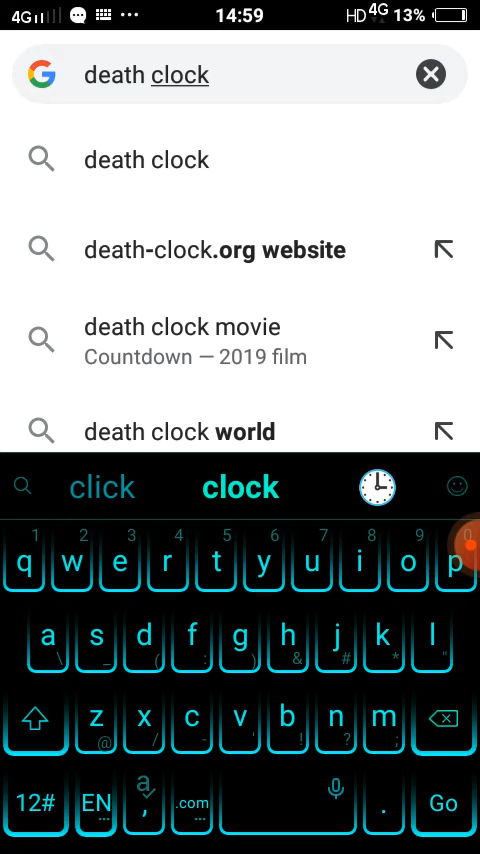 4G 14:59 HD 4G 13%
death clock
death clock
death-clock.org website
death clock movie
Countdown — 2019 film
death clock world
click clock
1 2 3 4 5 6 7 8 9 0
q w e r t y u i o p
a s d f g h j k l
\ _ ( : ) & # * "
z x c v b n m
@ / - ' ! ? ;
12# EN a , .com . Go